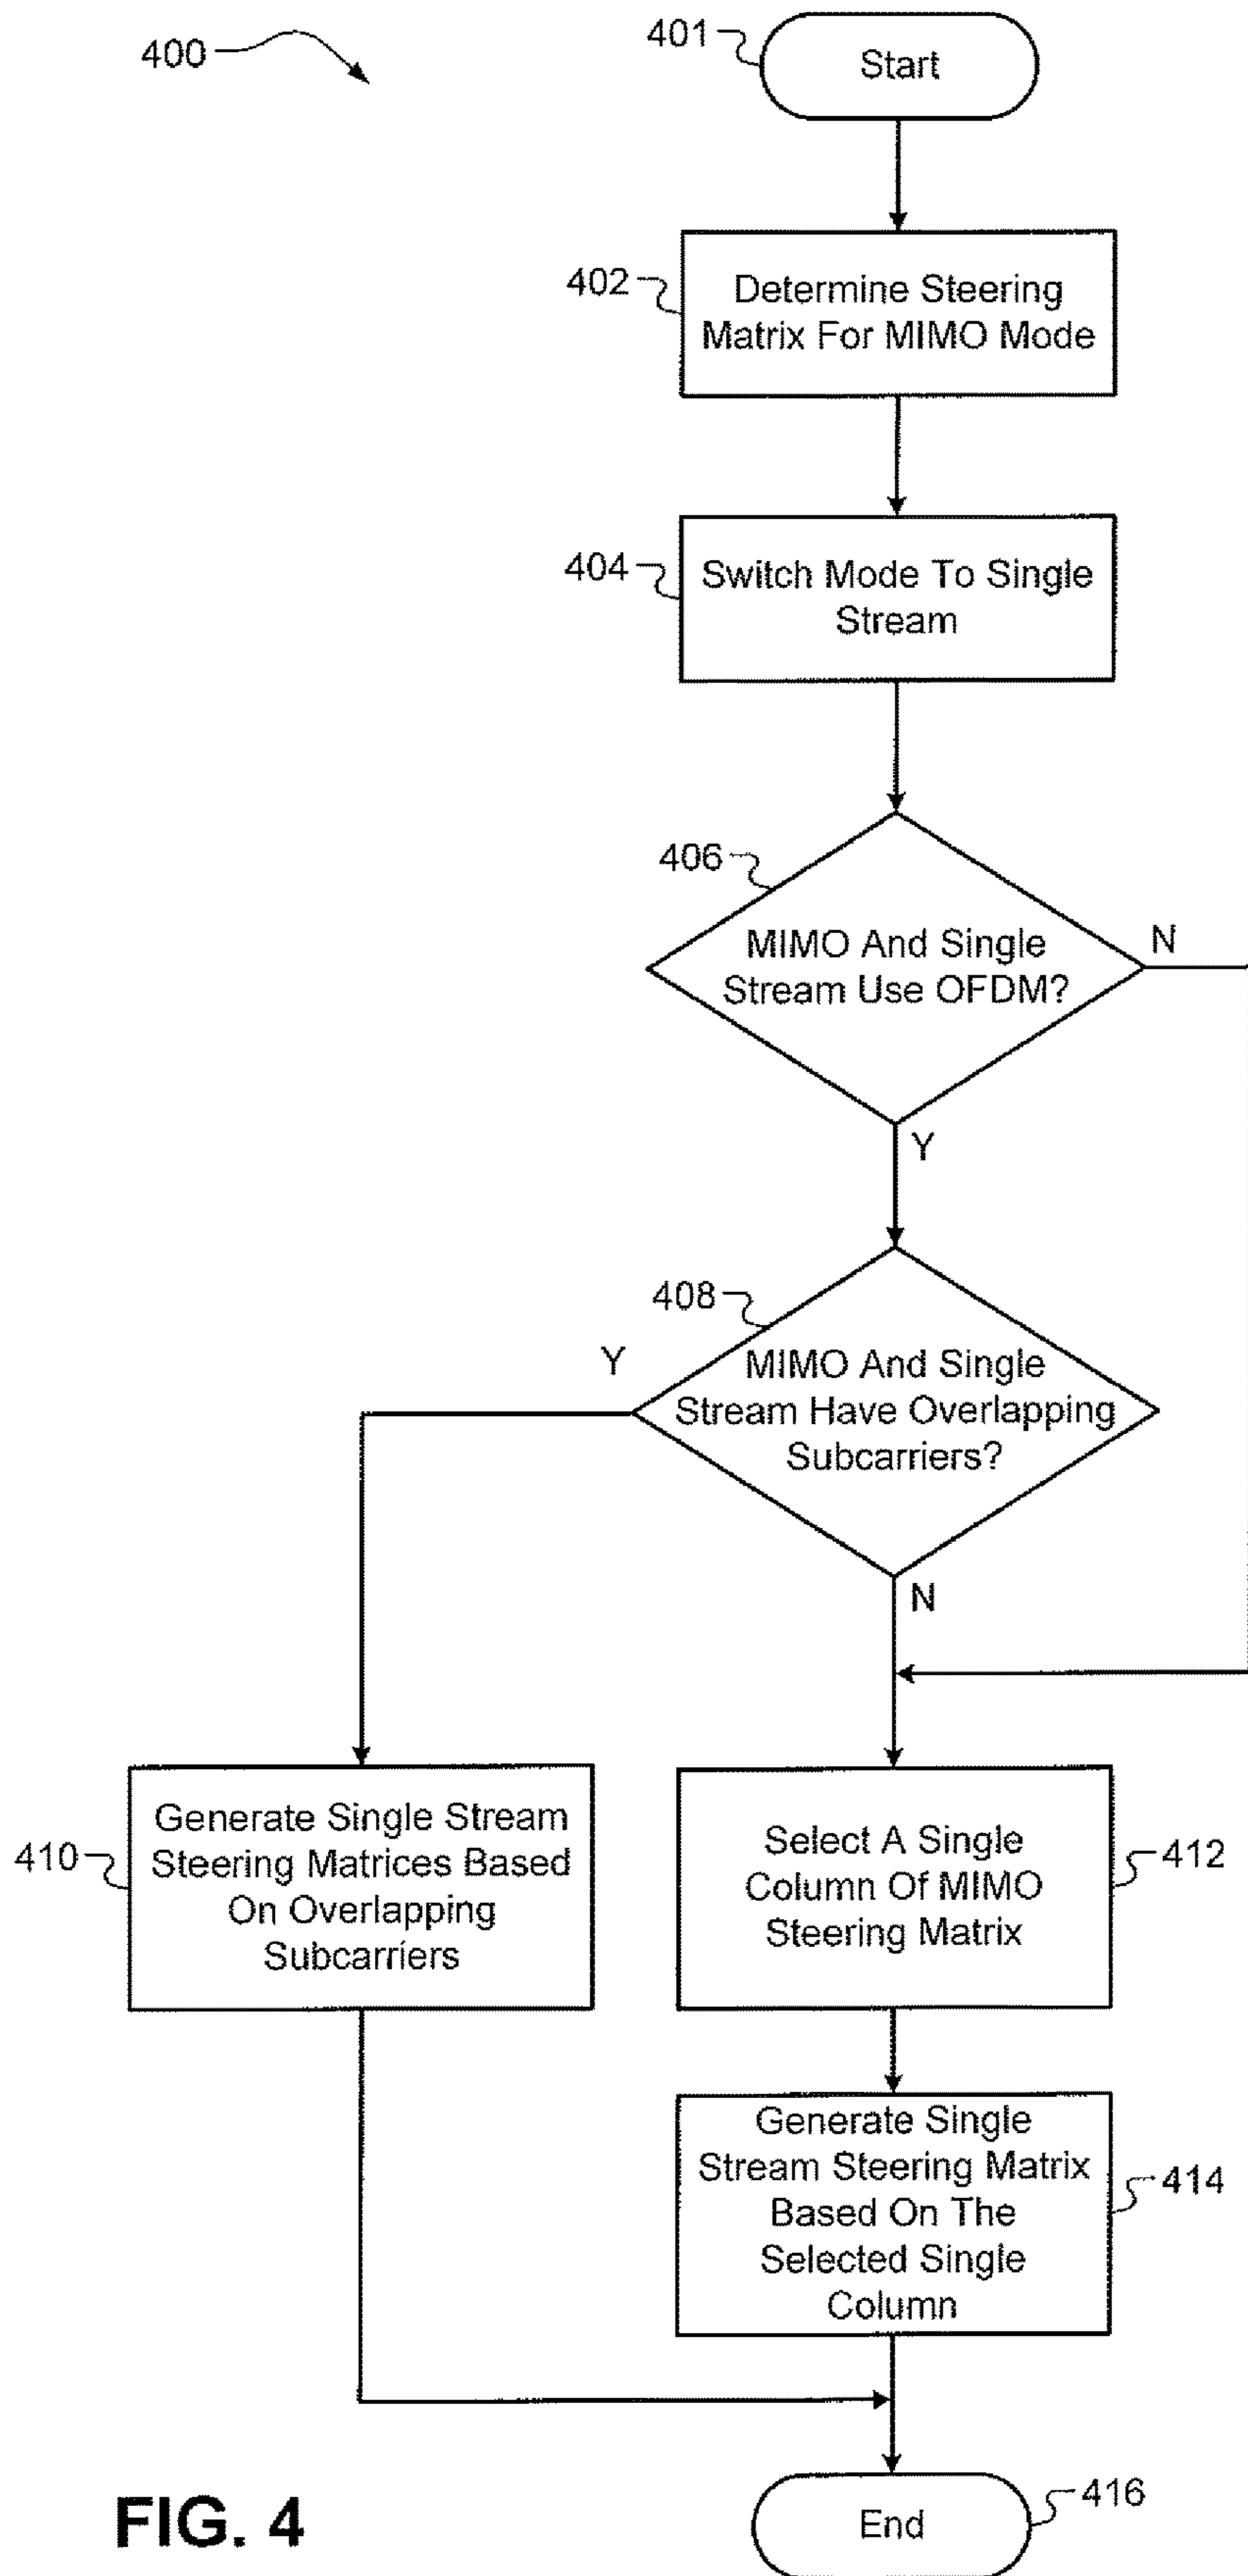 400
401
Start
402
Determine Steering
Matrix For MIMO Mode
404
Switch Mode To Single
Stream
406
MIMO And Single
Stream Use OFDM?
N
Y
408
MIMO And Single
Stream Have Overlapping
Subcarriers?
Y
N
410
Generate Single Stream
Steering Matrices Based
On Overlapping
Subcarriers
Select A Single
Column Of MIMO
Steering Matrix
412
Generate Single
Stream Steering Matrix
Based On The
Selected Single
Column
414
End
416
FIG. 4